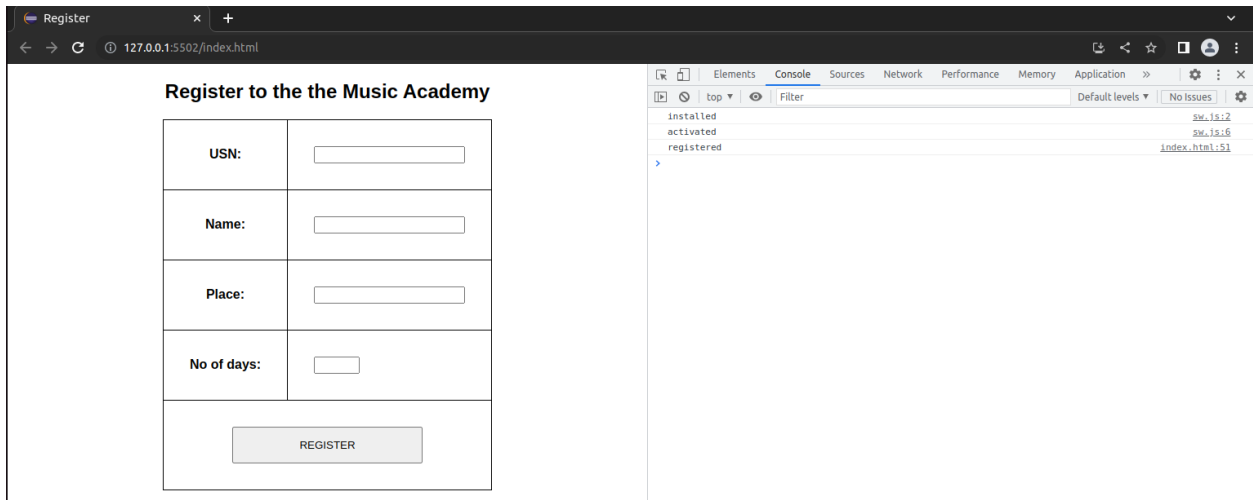 Register
127.0.0.1:5502/index.html
Register to the the Music Academy
USN:
Name:
Place:
No of days:
REGISTER
Elements Console Sources Network Performance Memory Application »
top ▼ Filter Default levels ▼ No Issues
installed sw.js:2
activated sw.js:6
registered index.html:51